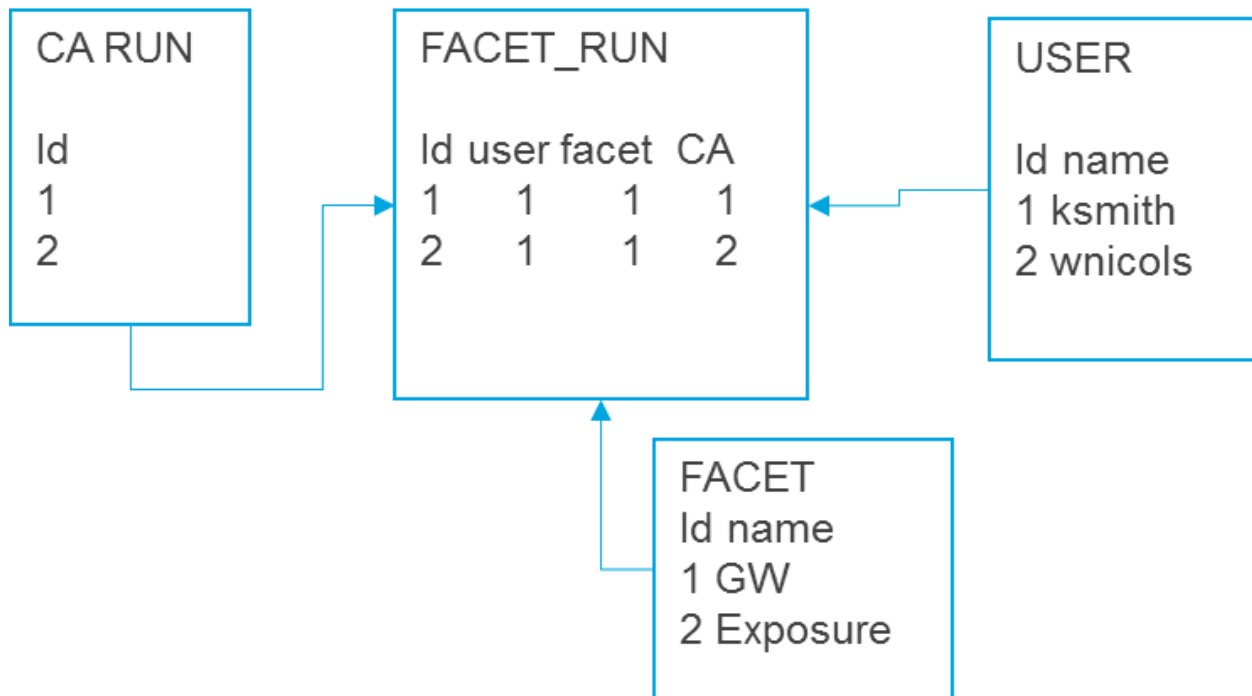 CA RUN
Id
1
2
FACET_RUN
Id user facet CA
1 1 1 1
2 1 1 2
USER
Id name
1 ksmith
2 wnicols
FACET
Id name
1 GW
2 Exposure